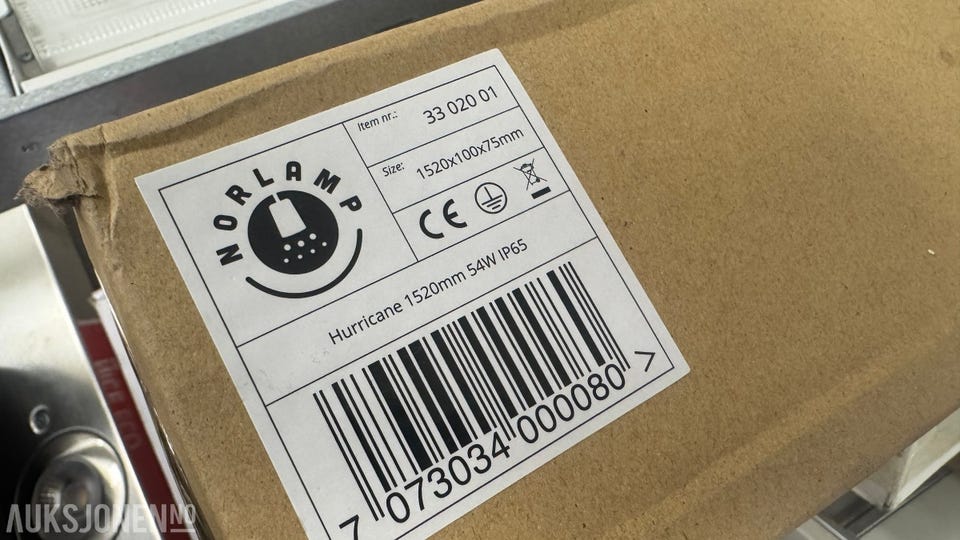 NORLAMP
Item nr.: 33 020 01
Size: 1520x100x75mm
CE
Hurricane 1520mm 54W IP65
7 073034 000080 >
AUKSJONEN.NO